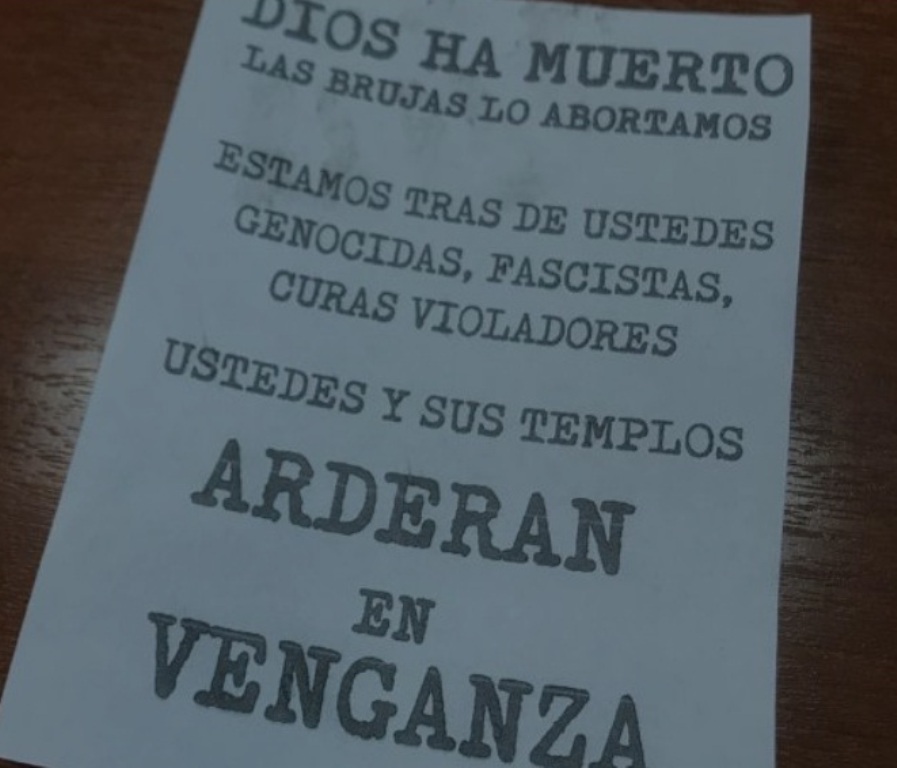 DIOS HA MUERTO
LAS BRUJAS LO ABORTAMOS
ESTAMOS TRAS DE USTEDES
GENOCIDAS, FASCISTAS,
CURAS VIOLADORES
USTEDES Y SUS TEMPLOS
ARDERAN
EN
VENGANZA